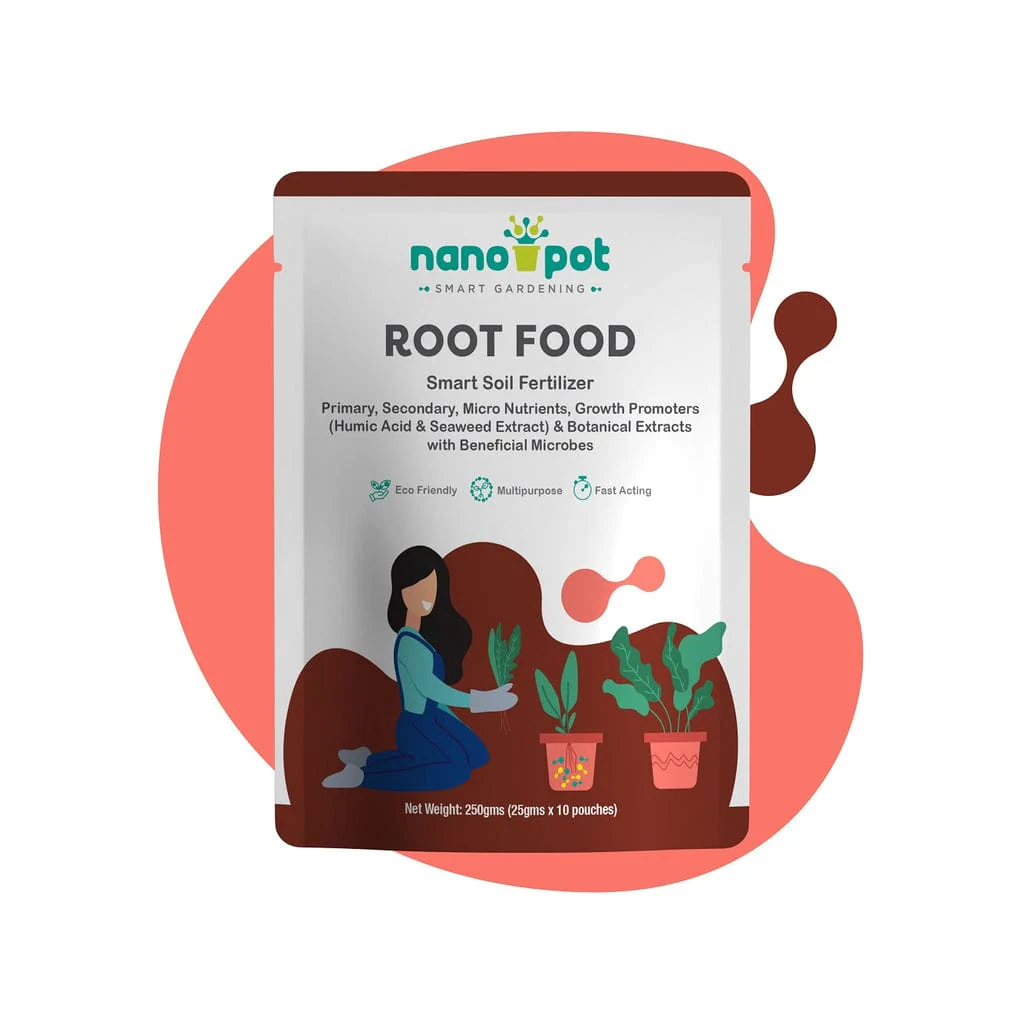 nano pot
SMART GARDENING
ROOT FOOD
Smart Soil Fertilizer
Primary, Secondary, Micro Nutrients, Growth Promoters
(Humic Acid & Seaweed Extract) & Botanical Extracts
with Beneficial Microbes
Eco Friendly Multipurpose Fast Acting
Net Weight: 250gms (25gms x 10 pouches)